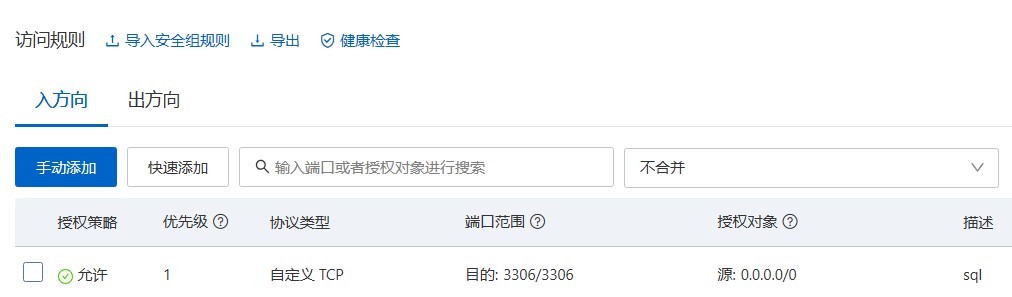 访问规则 导入安全组规则 导出 健康检查
入方向 出方向
手动添加 快速添加 输入端口或者授权对象进行搜索 不合并
授权策略 优先级 协议类型 端口范围 授权对象 描述
允许 1 自定义 TCP 目的: 3306/3306 源: 0.0.0.0/0 sql